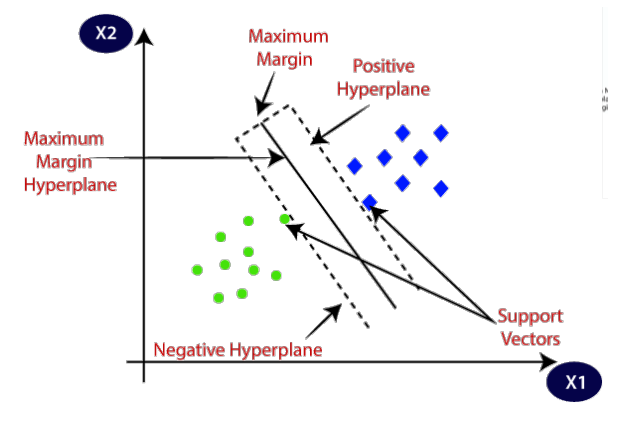 X2
Maximum
Margin
Positive
Hyperplane
Maximum
Margin
Hyperplane
Support
Vectors
Negative Hyperplane
X1